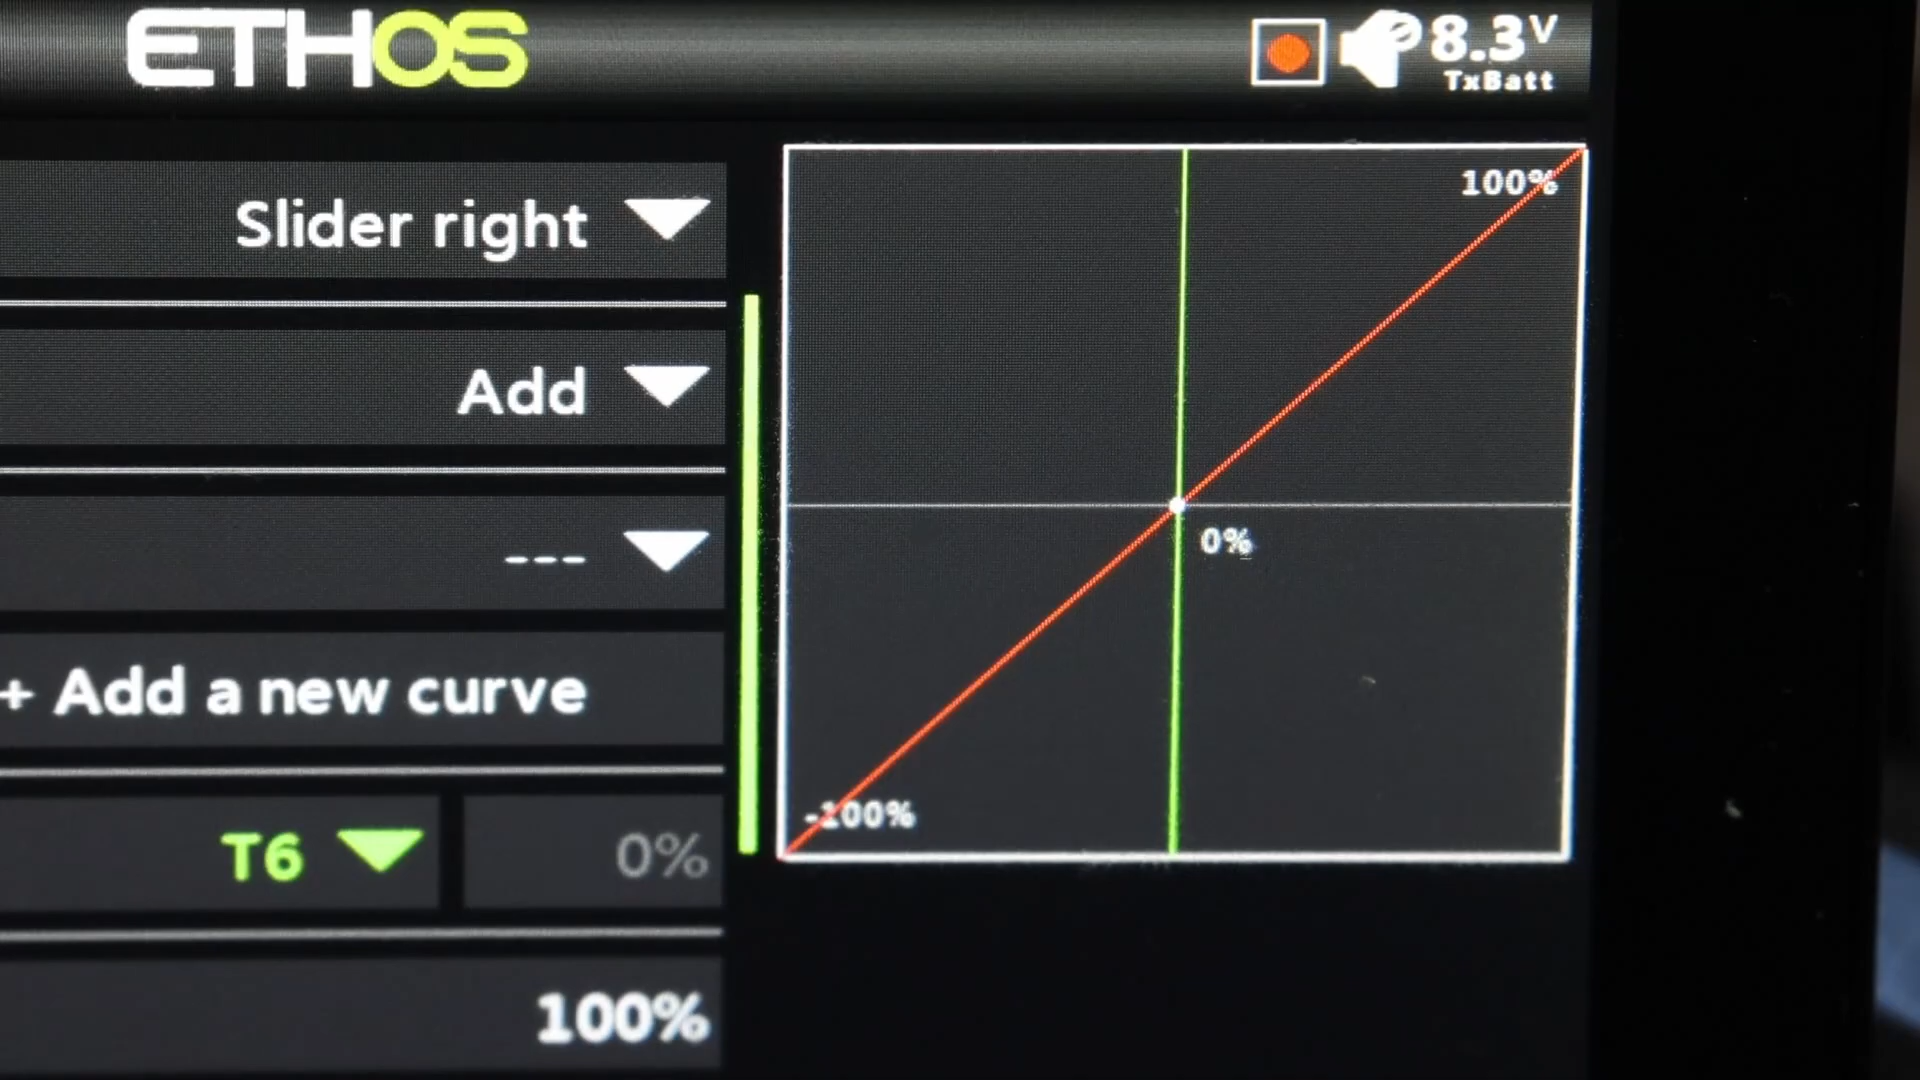 ETHOS
8.3V
TxBatt
Slider right
Add
---
+ Add a new curve
T6
0%
100%
100%
0%
-100%